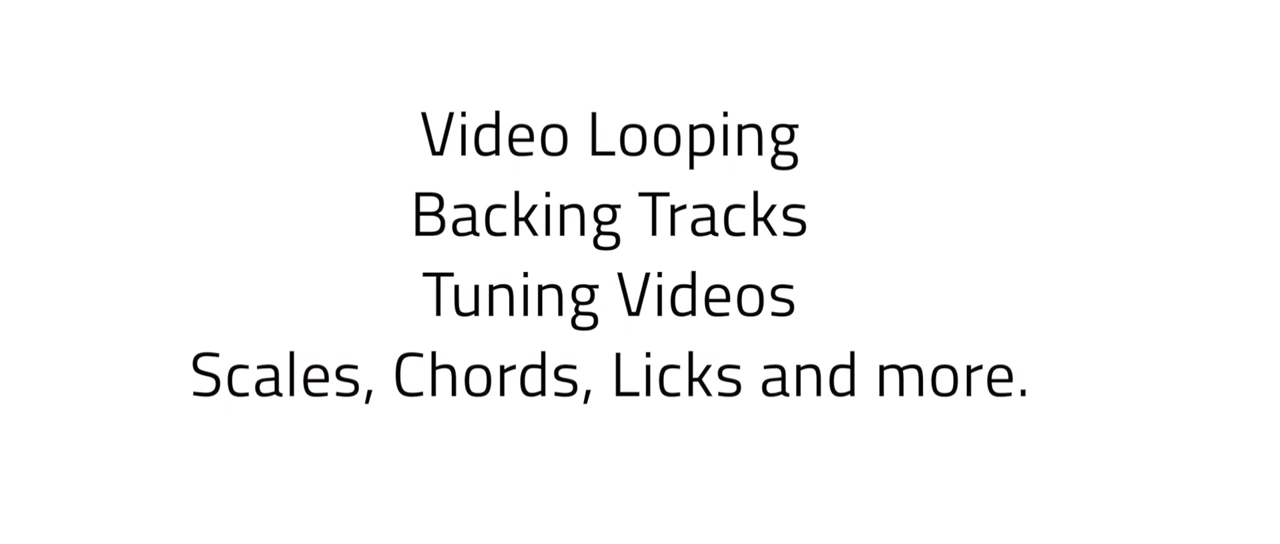 Video Looping
Backing Tracks
Tuning Videos
Scales, Chords, Licks and more.